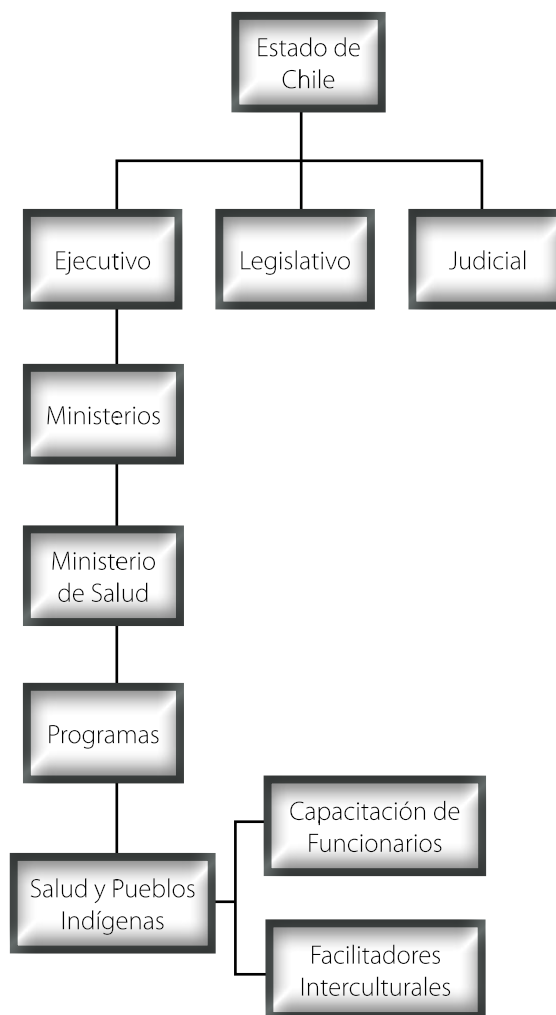 Estado de
Chile
Ejecutivo
Legislativo
Judicial
Ministerios
Ministerio
de Salud
Programas
Capacitación de
Funcionarios
Salud y Pueblos
Indígenas
Facilitadores
Interculturales